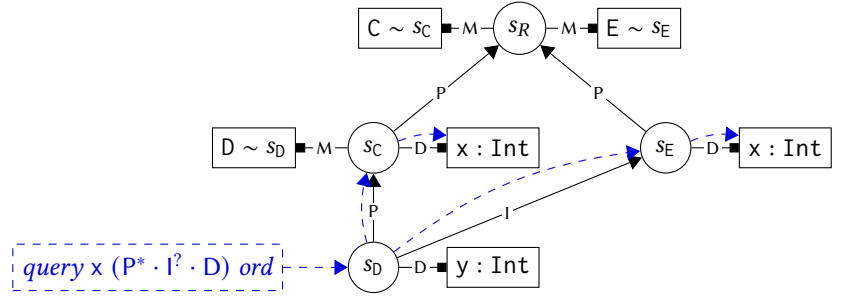 C ~ s_C M s_R M E ~ s_E
P P
D ~ s_D M s_C D x : Int s_E D x : Int
P I
query x (P* · I? · D) ord s_D D y : Int